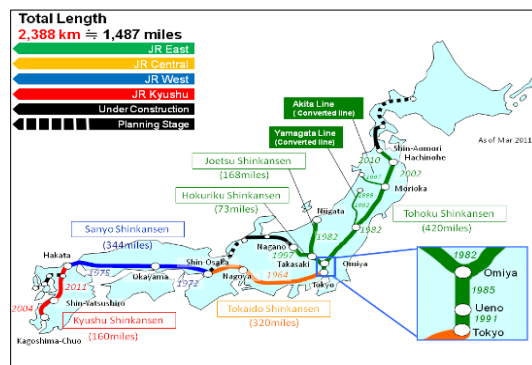 Total Length
2,388 km ≒ 1,487 miles
JR East
JR Central
JR West
JR Kyushu
Under Construction
Planning Stage
Akita Line
(Converted line)
Yamagata Line
(Converted line)
As of Mar 2011
Joetsu Shinkansen
(168miles)
Hokuriku Shinkansen
(73miles)
Sanyo Shinkansen
(344miles)
Tohoku Shinkansen
(420miles)
Tokaido Shinkansen
(320miles)
Kyushu Shinkansen
(160miles)
Shin-Aomori
Hachinohe
Morioka
Niigata
Nagano
Takasaki
Omiya
Tokyo
Nagoya
Shin-Osaka
Okayama
Hakata
Shin-Yatsushiro
Kagoshima-Chuo
2010
2002
1997
1999
1982
1982
1997
1964
1972
1975
2011
2004
1982
Omiya
1985
Ueno
1991
Tokyo